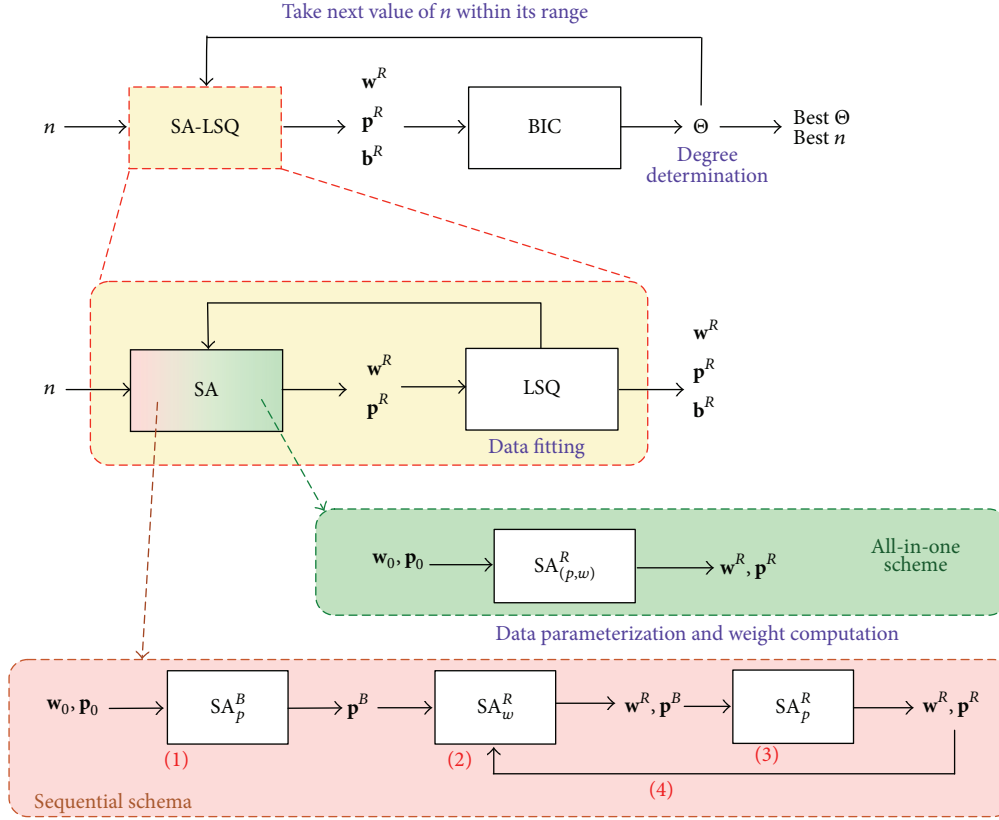 Take next value of n within its range
n
SA-LSQ
w^R
p^R
b^R
BIC
Θ
Best Θ
Best n
Degree
determination
n
SA
w^R
p^R
LSQ
w^R
p^R
b^R
Data fitting
w_0, p_0
SA^R_(p,w)
w^R, p^R
All-in-one
scheme
Data parameterization and weight computation
w_0, p_0
SA^B_p
p^B
SA^R_w
w^R, p^B
SA^R_p
w^R, p^R
(1)
(2)
(3)
(4)
Sequential schema